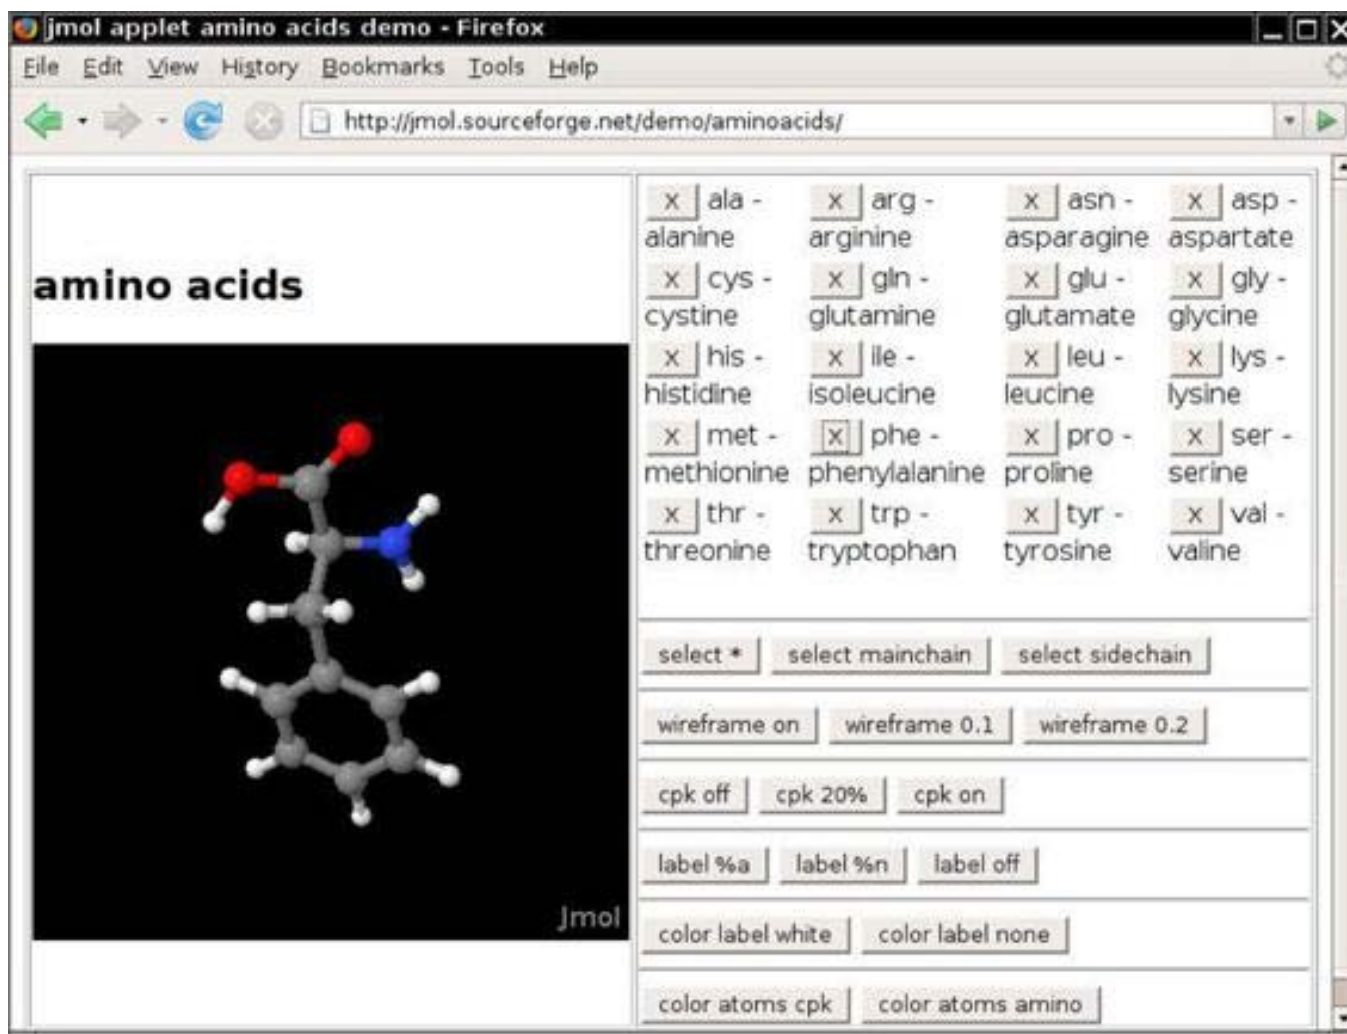 jmol applet amino acids demo - Firefox
File Edit View History Bookmarks Tools Help
http://jmol.sourceforge.net/demo/aminoacids/
amino acids
Jmol
x ala - x arg - x asn - x asp -
alanine arginine asparagine aspartate
x cys - x gln - x glu - x gly -
cystine glutamine glutamate glycine
x his - x ile - x leu - x lys -
histidine isoleucine leucine lysine
x met - x phe - x pro - x ser -
methionine phenylalanine proline serine
x thr - x trp - x tyr - x val -
threonine tryptophan tyrosine valine
select * select mainchain select sidechain
wireframe on wireframe 0.1 wireframe 0.2
cpk off cpk 20% cpk on
label %a label %n label off
color label white color label none
color atoms cpk color atoms amino